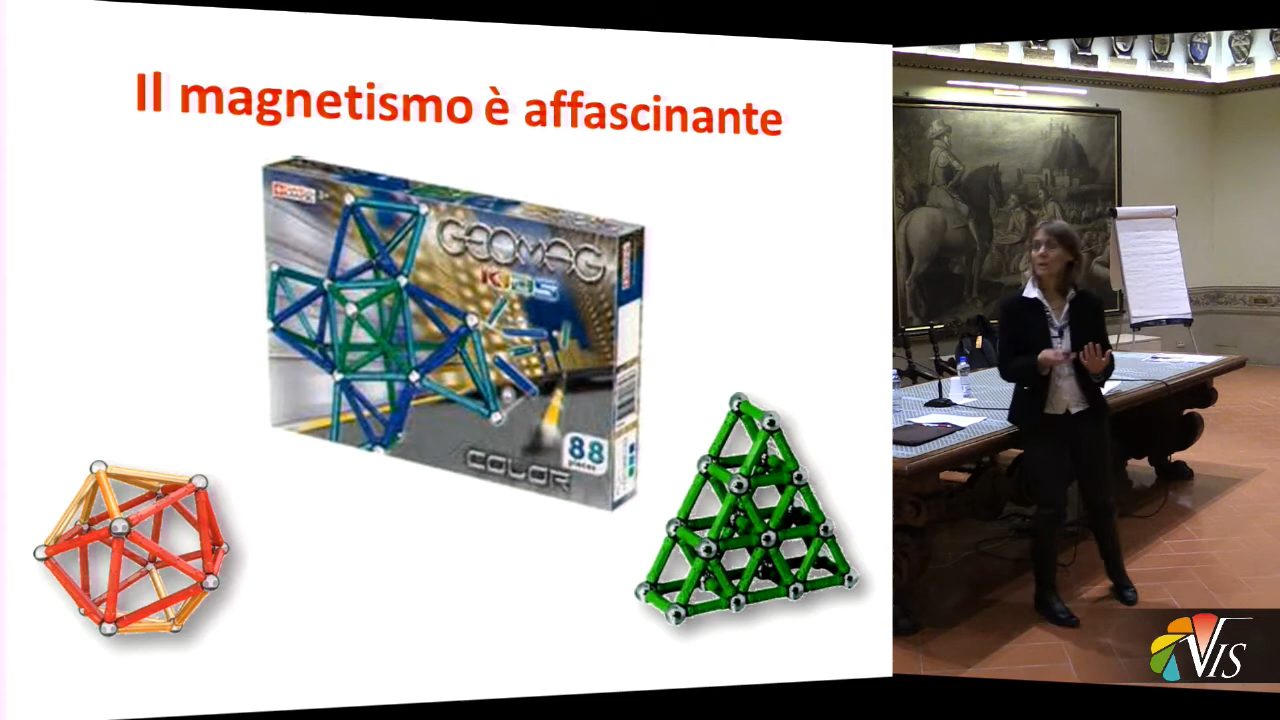 Il magnetismo è affascinante
GEOMAG
KIDS
88
pieces
COLOR
VIS